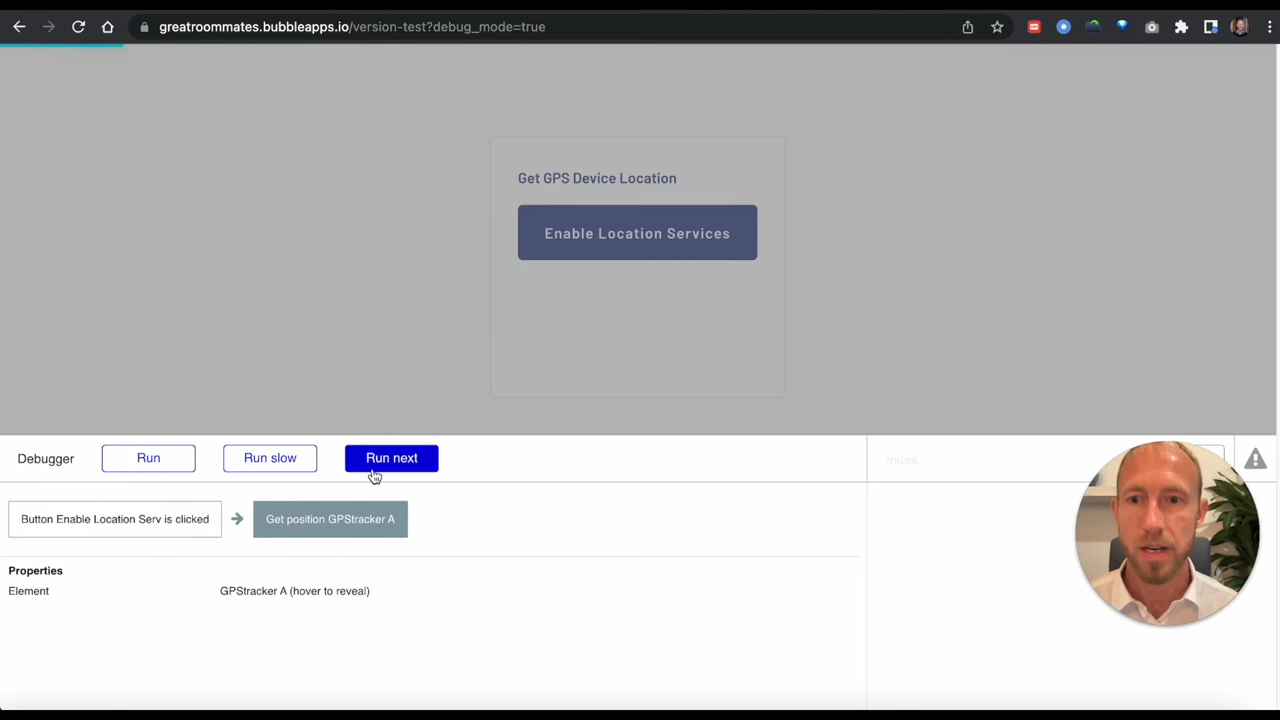 greatroommates.bubbleapps.io/version-test?debug_mode=true
Get GPS Device Location
Enable Location Services
Debugger
Run
Run slow
Run next
index
Button Enable Location Serv is clicked
Get position GPStracker A
Properties
Element
GPStracker A (hover to reveal)